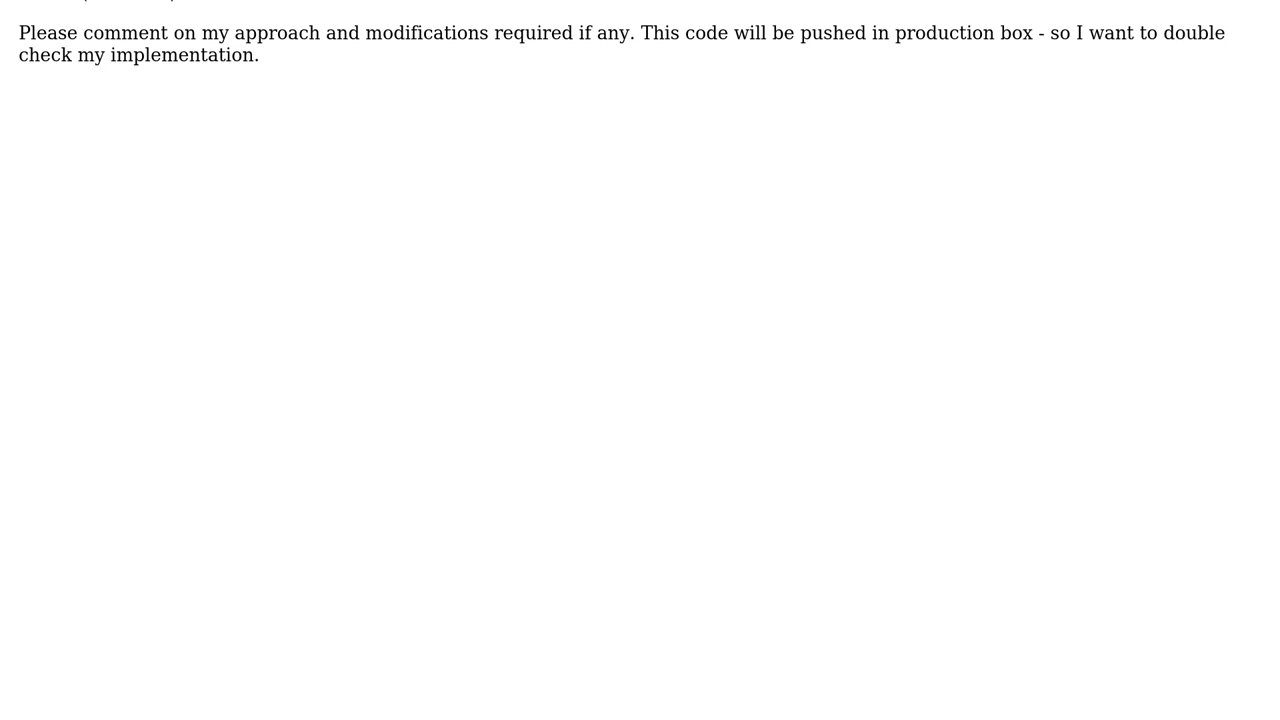 Please comment on my approach and modifications required if any. This code will be pushed in production box - so I want to double
check my implementation.